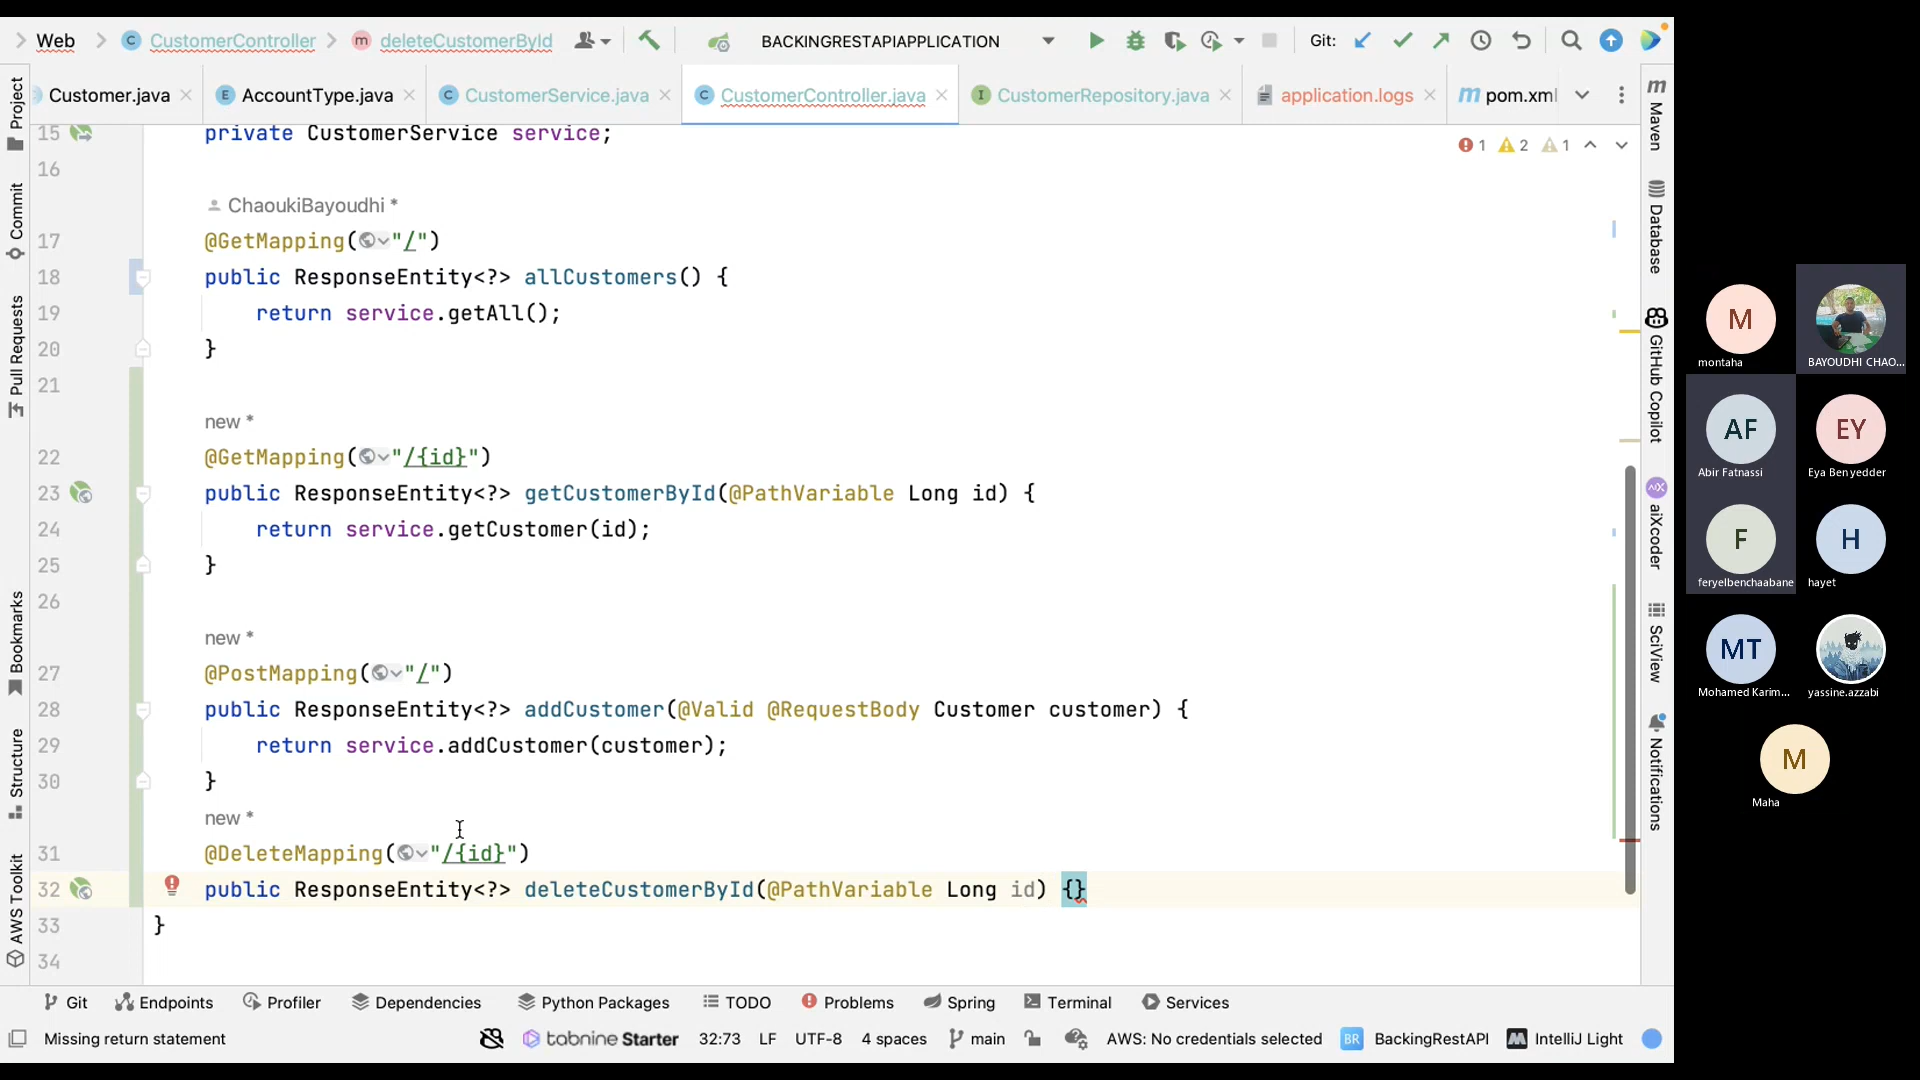 Web CustomerController m deleteCustomerById BACKINGRESTAPIAPPLICATION Git:
Customer.java E AccountType.java C CustomerService.java C CustomerController.java I CustomerRepository.java application.logs m pom.xml
15 private CustomerService service;
1 2 1
16
ChaoukiBayoudhi *
17 @GetMapping("/")
18 public ResponseEntity<?> allCustomers() {
19 return service.getAll();
20 }
21
new *
22 @GetMapping("/{id}")
23 public ResponseEntity<?> getCustomerById(@PathVariable Long id) {
24 return service.getCustomer(id);
25 }
26
new *
27 @PostMapping("/")
28 public ResponseEntity<?> addCustomer(@Valid @RequestBody Customer customer) {
29 return service.addCustomer(customer);
30 }
new *
31 @DeleteMapping("/{id}")
32 public ResponseEntity<?> deleteCustomerById(@PathVariable Long id) {}
33 }
34
Project
Commit
Pull Requests
Bookmarks
Structure
AWS Toolkit
m Maven
Database
GitHub Copilot
aiXcoder
SciView
Notifications
Git Endpoints Profiler Dependencies Python Packages TODO Problems Spring Terminal Services
Missing return statement tabnine Starter 32:73 LF UTF-8 4 spaces main AWS: No credentials selected BR BackingRestAPI IntelliJ Light
M
montaha
BAYOUDHI CHAO...
AF
Abir Fatnassi
EY
Eya Ben yedder
F
feryelbenchaabane
H
hayet
MT
Mohamed Karim...
yassine.azzabi
M
Maha